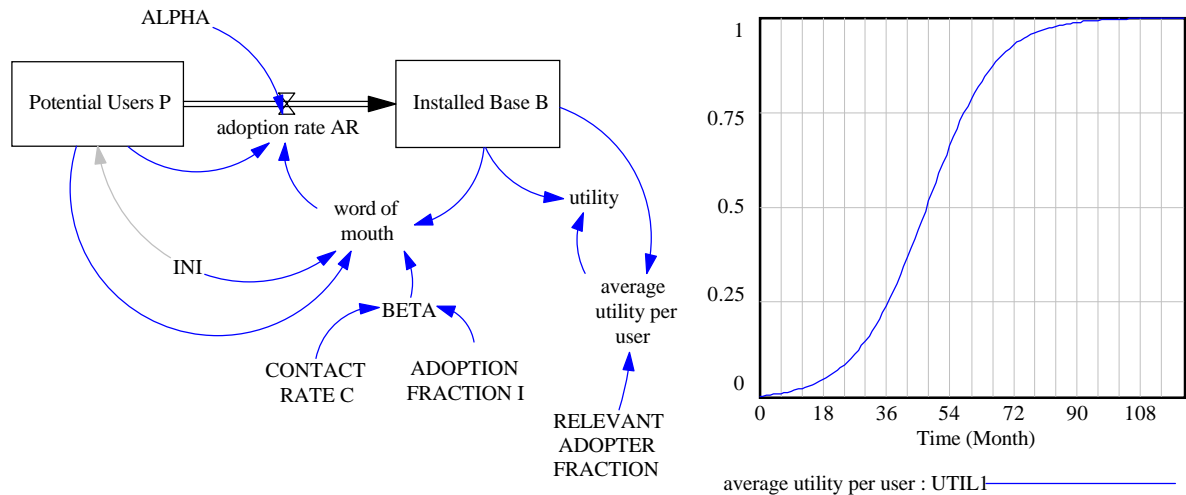 ALPHA
Potential Users P
adoption rate AR
Installed Base B
word of
mouth
utility
INI
BETA
average
utility per
user
CONTACT
RATE C
ADOPTION
FRACTION I
RELEVANT
ADOPTER
FRACTION
1
0.75
0.5
0.25
0
0 18 36 54 72 90 108
Time (Month)
average utility per user : UTIL1